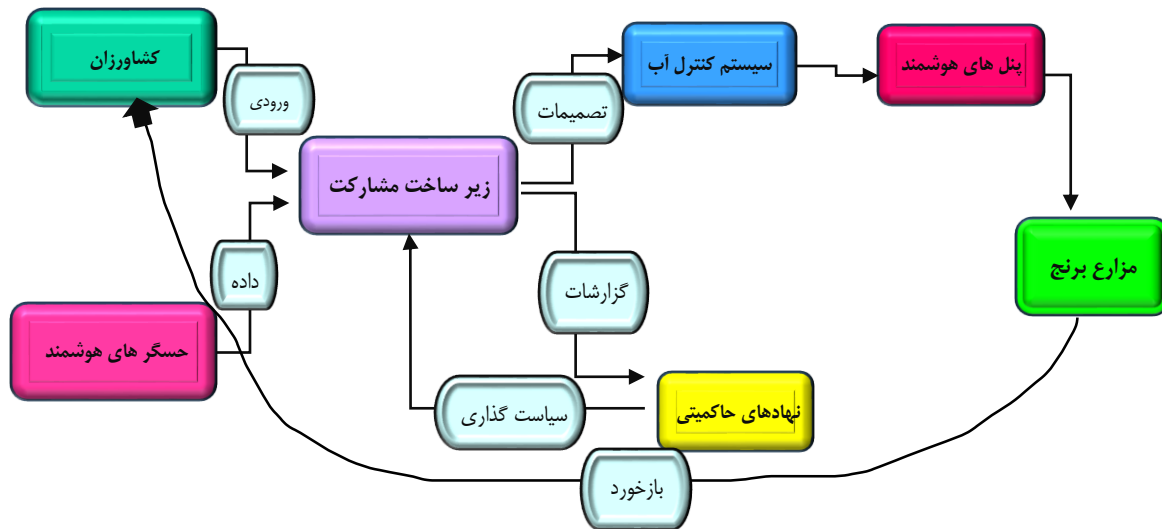 کشاورزان
ورودی
زیر ساخت مشارکت
تصمیمات
سیستم کنترل آب
پنل های هوشمند
مزارع برنج
داده
حسگر های هوشمند
گزارشات
نهادهای حاکمیتی
سیاست گذاری
بازخورد